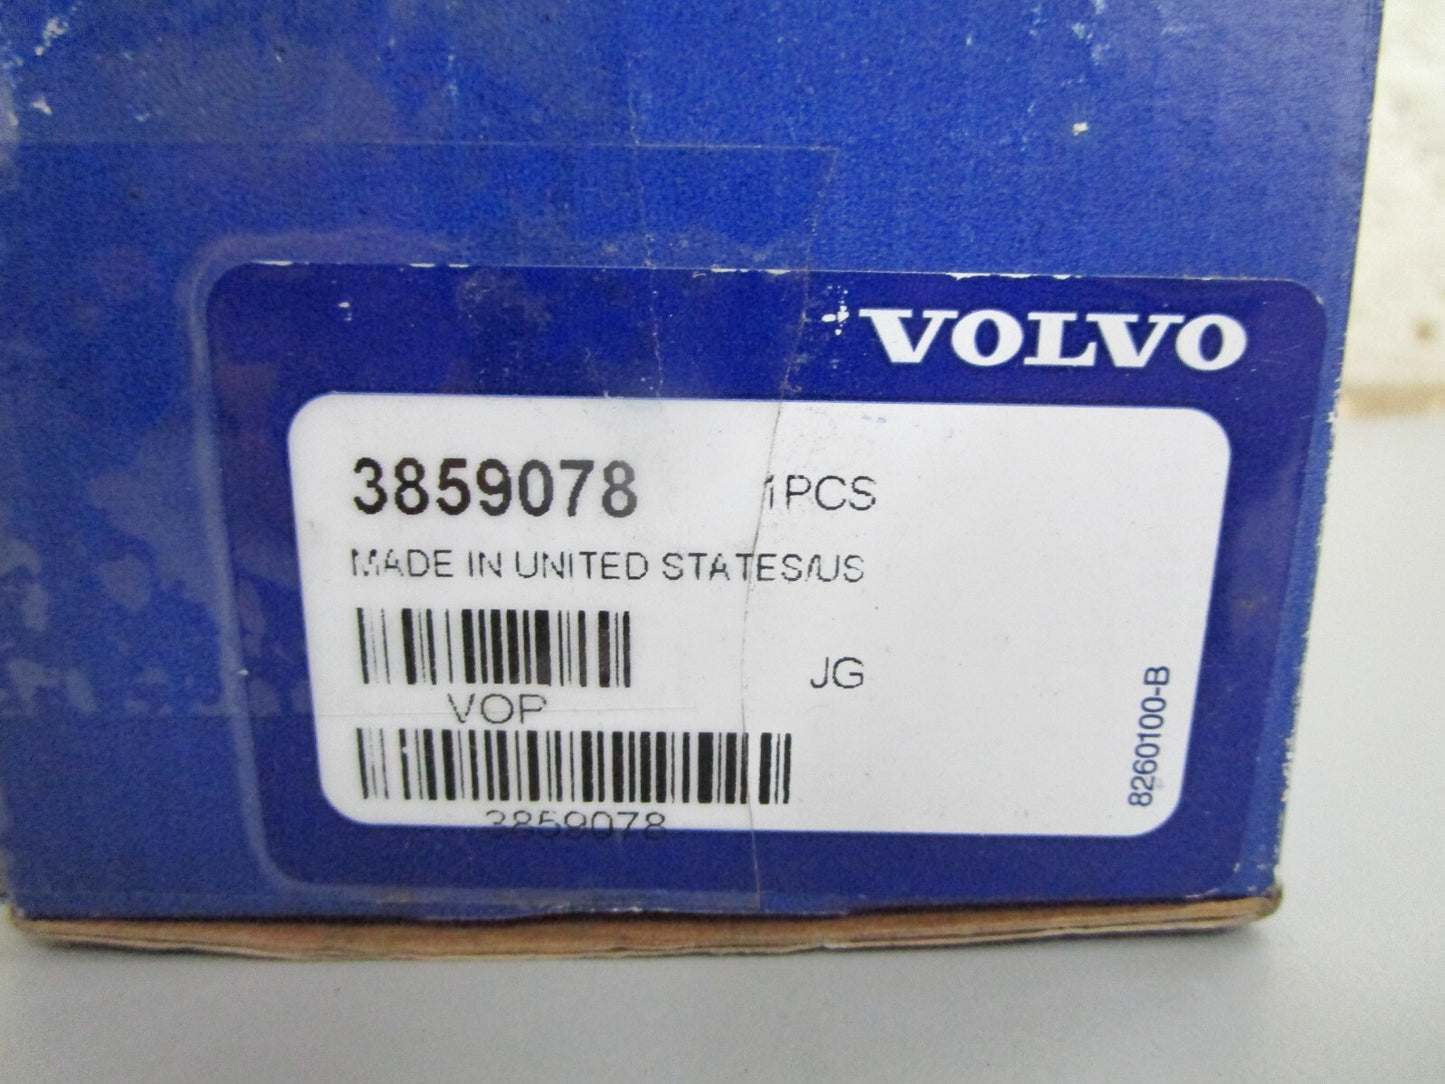 VOLVO
3859078 1PCS
MADE IN UNITED STATES/US
JG
VOP
3859078
8260100-B